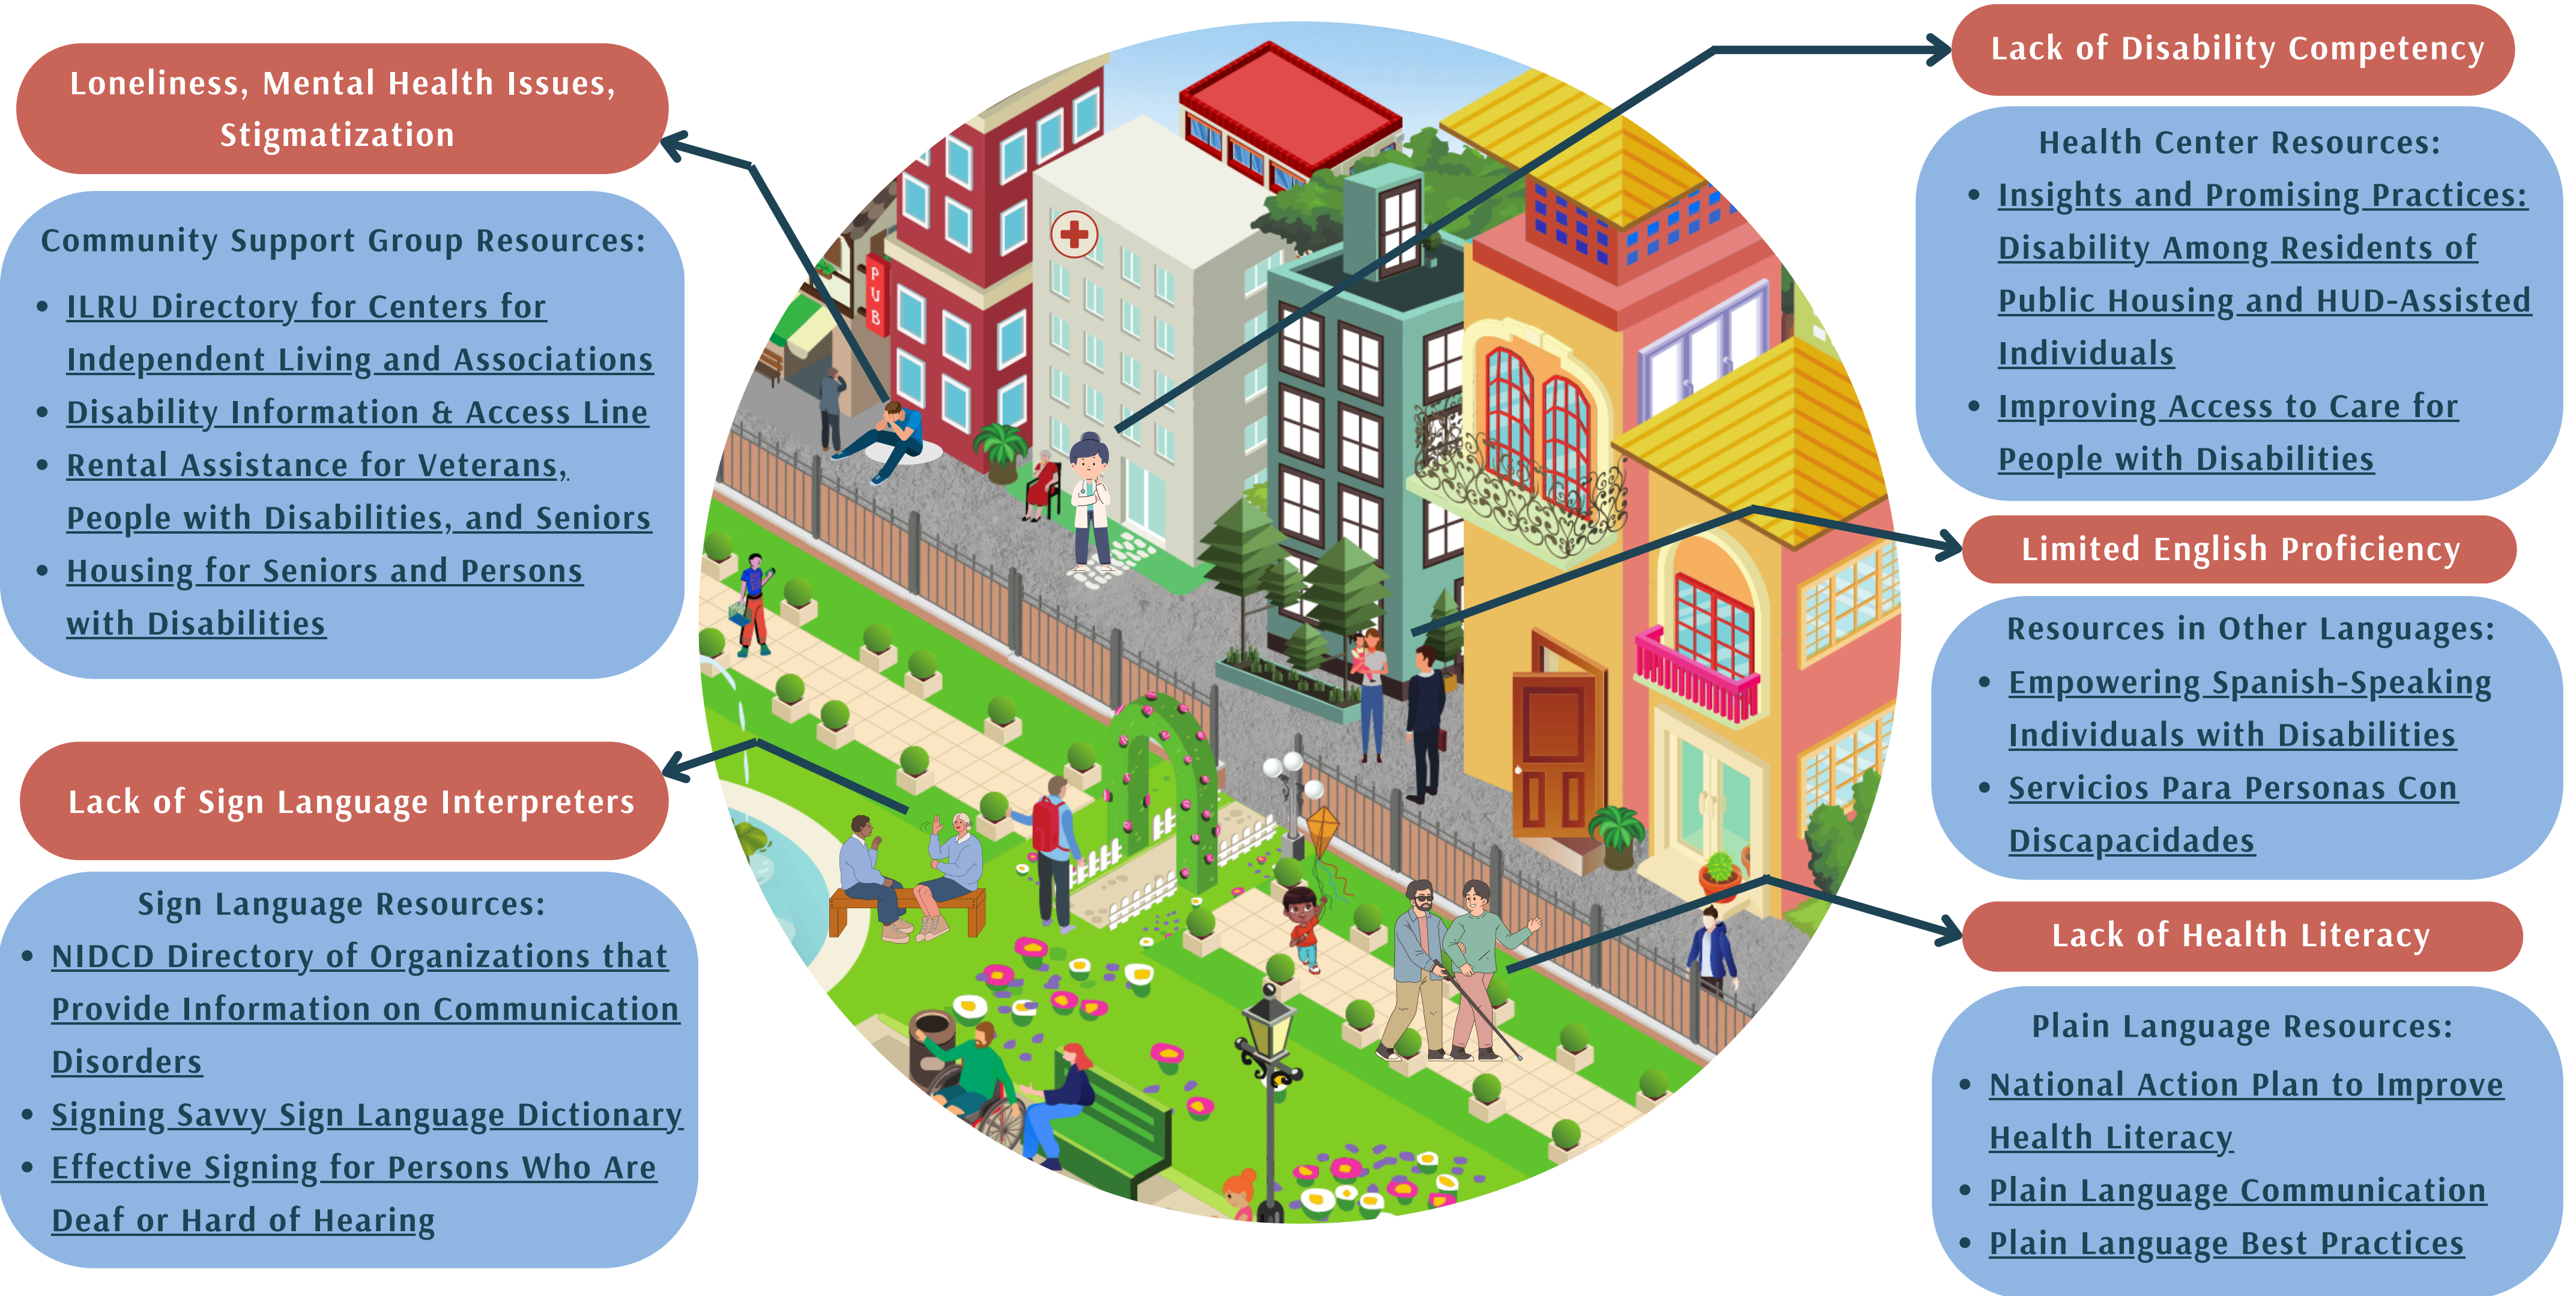 Loneliness, Mental Health Issues,
Stigmatization
Community Support Group Resources:
• ILRU Directory for Centers for
Independent Living and Associations
• Disability Information & Access Line
• Rental Assistance for Veterans,
People with Disabilities, and Seniors
• Housing for Seniors and Persons
with Disabilities
Lack of Sign Language Interpreters
Sign Language Resources:
• NIDCD Directory of Organizations that
Provide Information on Communication
Disorders
• Signing Savvy Sign Language Dictionary
• Effective Signing for Persons Who Are
Deaf or Hard of Hearing
PUB
Lack of Disability Competency
Health Center Resources:
• Insights and Promising Practices:
Disability Among Residents of
Public Housing and HUD-Assisted
Individuals
• Improving Access to Care for
People with Disabilities
Limited English Proficiency
Resources in Other Languages:
• Empowering Spanish-Speaking
Individuals with Disabilities
• Servicios Para Personas Con
Discapacidades
Lack of Health Literacy
Plain Language Resources:
• National Action Plan to Improve
Health Literacy
• Plain Language Communication
• Plain Language Best Practices